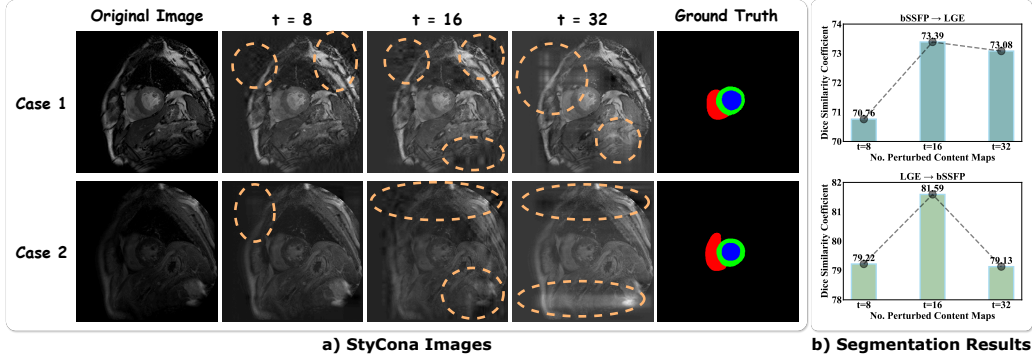 Original Image t = 8 t = 16 t = 32 Ground Truth
Case 1
Case 2
a) StyCona Images
bSSFP → LGE
Dice Similarity Coefficient
74
73
72
71
70
70.76
73.39
73.08
t=8 t=16 t=32
No. Perturbed Content Maps
LGE → bSSFP
Dice Similarity Coefficient
82
81
80
79
78
79.22
81.59
79.13
t=8 t=16 t=32
No. Perturbed Content Maps
b) Segmentation Results